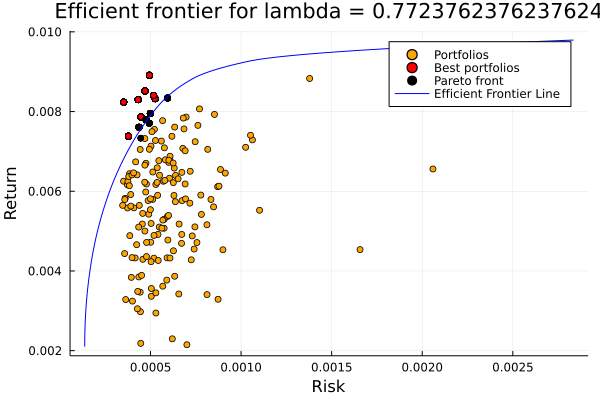 Efficient frontier for lambda = 0.7723762376237624
0.010
0.008
0.006
0.004
0.002
Return
Portfolios
Best portfolios
Pareto front
Efficient Frontier Line
0.0005
0.0010
0.0015
0.0020
0.0025
Risk